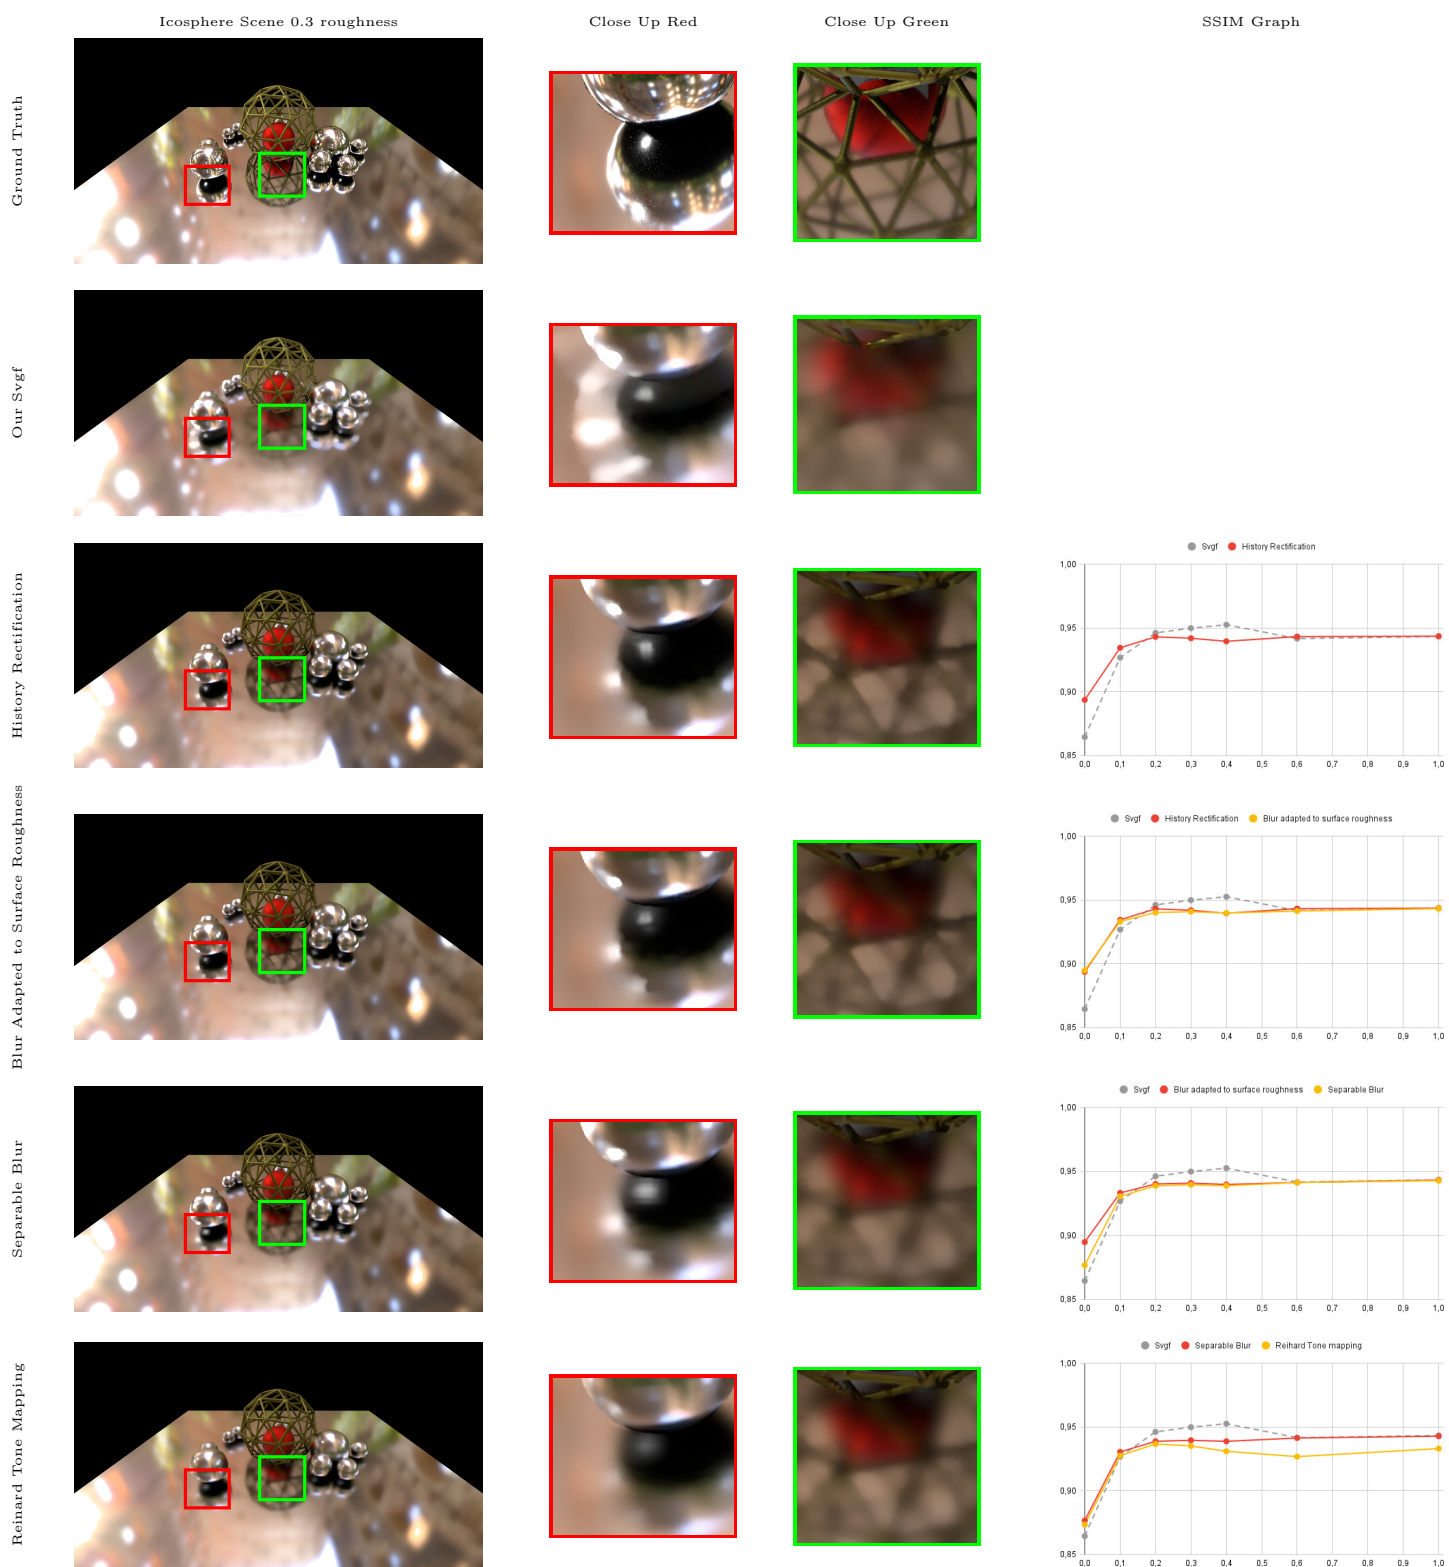 Icosphere Scene 0.3 roughness
Close Up Red
Close Up Green
SSIM Graph
Ground Truth
Our Svgf
History Rectification
Svgf
History Rectification
1,00
0,95
0,90
0,85
0,0 0,1 0,2 0,3 0,4 0,5 0,6 0,7 0,8 0,9 1,0
Blur Adapted to Surface Roughness
Svgf
History Rectification
Blur adapted to surface roughness
1,00
0,95
0,90
0,85
0,0 0,1 0,2 0,3 0,4 0,5 0,6 0,7 0,8 0,9 1,0
Separable Blur
Svgf
Blur adapted to surface roughness
Separable Blur
1,00
0,95
0,90
0,85
0,0 0,1 0,2 0,3 0,4 0,5 0,6 0,7 0,8 0,9 1,0
Reinard Tone Mapping
Svgf
Separable Blur
Reihard Tone mapping
1,00
0,95
0,90
0,85
0,0 0,1 0,2 0,3 0,4 0,5 0,6 0,7 0,8 0,9 1,0